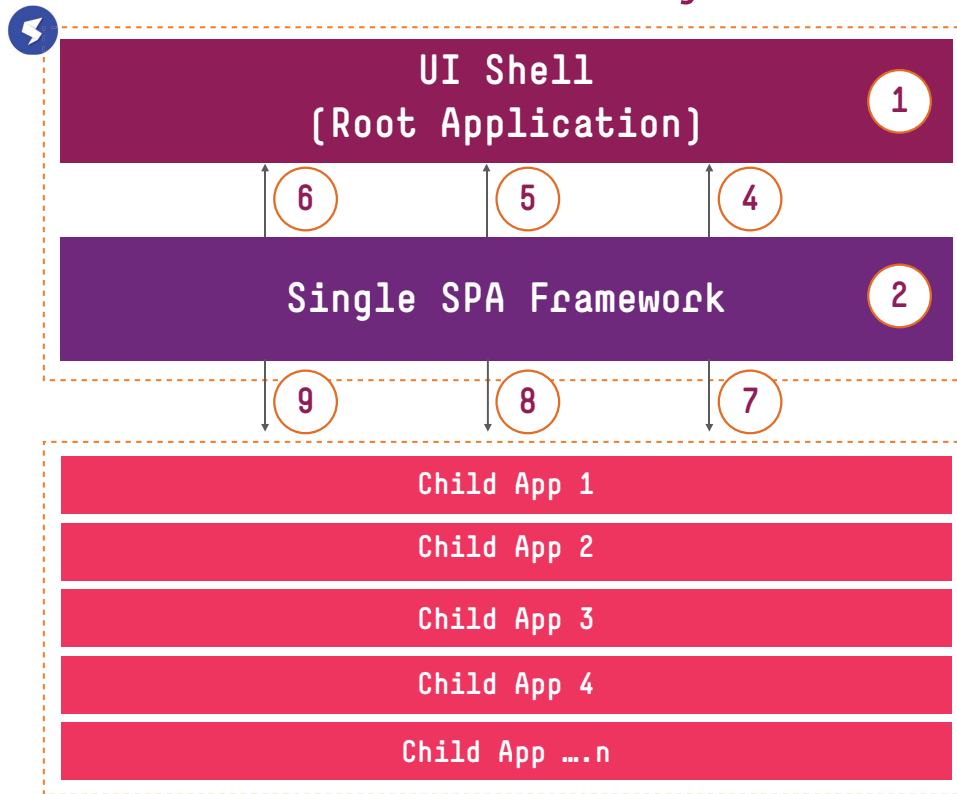 UI Shell
(Root Application)
1
6
5
4
Single SPA Framework
2
9
8
7
Child App 1
Child App 2
Child App 3
Child App 4
Child App ….n